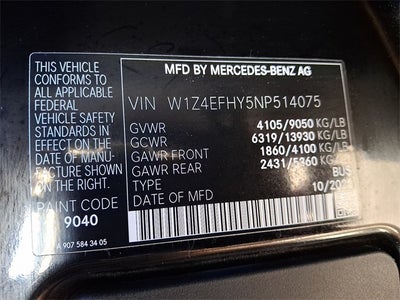 THIS VEHICLE
CONFORMS TO
ALL APPLICABLE
FEDERAL
VEHICLE SAFETY
STANDARDS IN
EFFECT ON THE
DATE OF MANU-
FACTURE SHOWN
ON THE RIGHT.
PAINT CODE
9040
A 907 584 34 05
MFD BY MERCEDES-BENZ AG
VIN W1Z4EFHY5NP514075
GVWR 4105/9050 KG/LB
GCWR 6319/13930 KG/LB
GAWR FRONT 1860/4100 KG/LB
GAWR REAR 2431/5360 KG/LB
TYPE BUS
DATE OF MFD